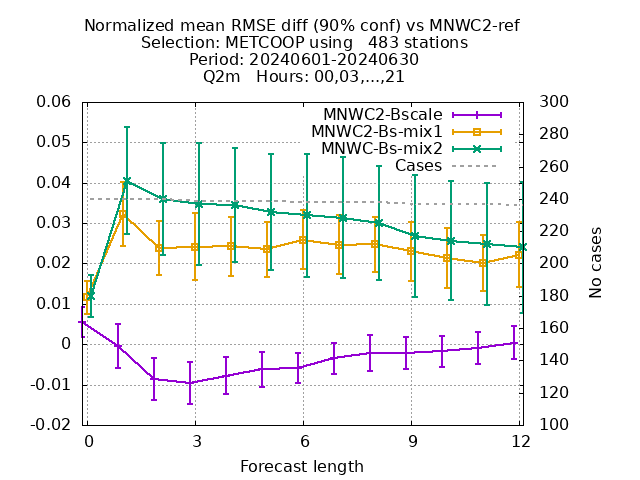 Normalized mean RMSE diff (90% conf) vs MNWC2-ref
Selection: METCOOP using   483 stations
Period: 20240601-20240630
Q2m   Hours: 00,03,...,21
MNWC2-Bscale
MNWC2-Bs-mix1
MNWC-Bs-mix2
Cases
0.06
0.05
0.04
0.03
0.02
0.01
0
-0.01
-0.02
300
280
260
240
220
200
180
160
140
120
100
No cases
0 3 6 9 12
Forecast length